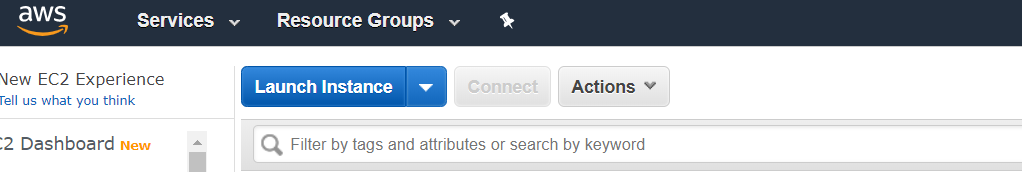 aws Services Resource Groups
New EC2 Experience
Tell us what you think
Launch Instance Connect Actions
C2 Dashboard New
Filter by tags and attributes or search by keyword